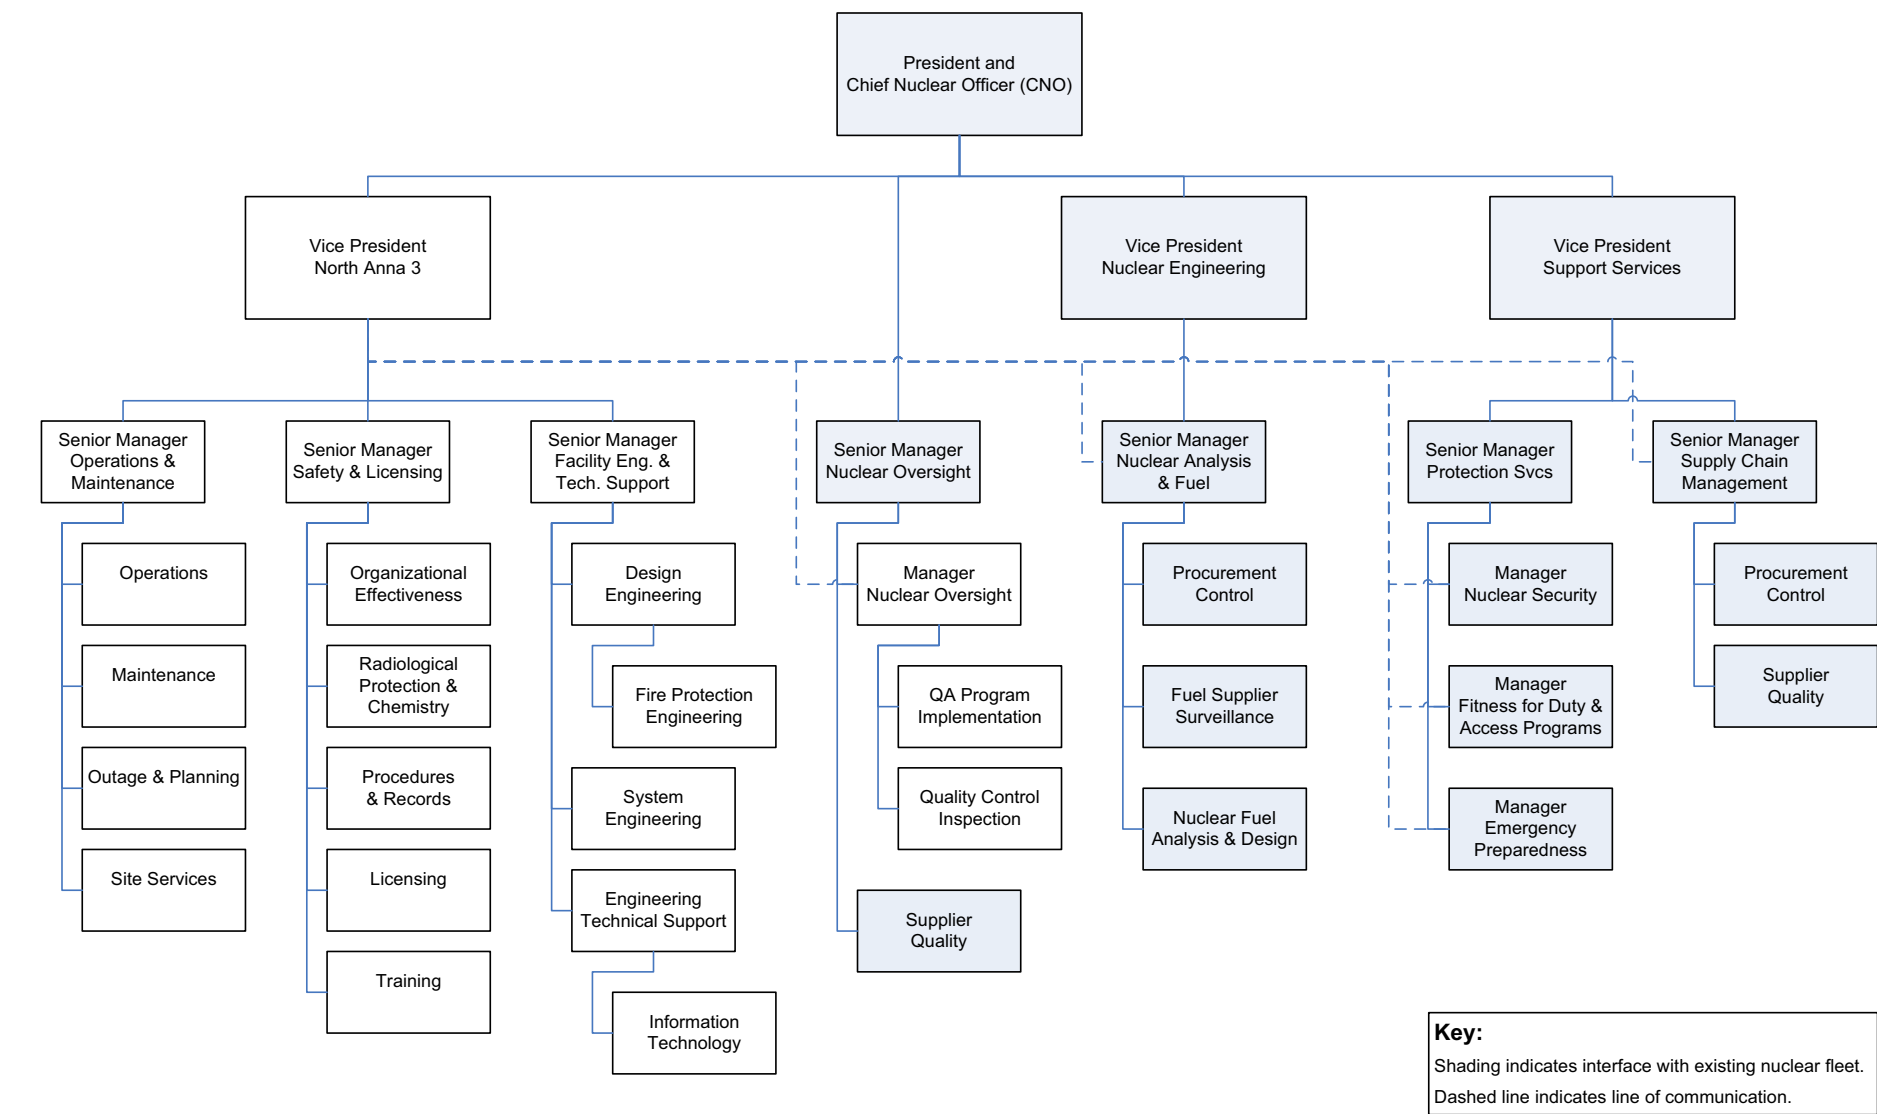 President and
Chief Nuclear Officer (CNO)
Vice President
North Anna 3
Vice President
Nuclear Engineering
Vice President
Support Services
Senior Manager
Operations &
Maintenance
Senior Manager
Safety & Licensing
Senior Manager
Facility Eng. &
Tech. Support
Senior Manager
Nuclear Oversight
Senior Manager
Nuclear Analysis
& Fuel
Senior Manager
Protection Svcs
Senior Manager
Supply Chain
Management
Operations
Maintenance
Outage & Planning
Site Services
Organizational
Effectiveness
Radiological
Protection &
Chemistry
Procedures
& Records
Licensing
Training
Design
Engineering
Fire Protection
Engineering
System
Engineering
Engineering
Technical Support
Information
Technology
Manager
Nuclear Oversight
QA Program
Implementation
Quality Control
Inspection
Supplier
Quality
Procurement
Control
Fuel Supplier
Surveillance
Nuclear Fuel
Analysis & Design
Manager
Nuclear Security
Manager
Fitness for Duty &
Access Programs
Manager
Emergency
Preparedness
Procurement
Control
Supplier
Quality
Key:
Shading indicates interface with existing nuclear fleet.
Dashed line indicates line of communication.